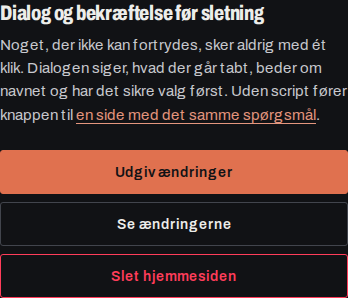 Dialog og bekræftelse før sletning
Noget, der ikke kan fortrydes, sker aldrig med ét
klik. Dialogen siger, hvad der går tabt, beder om
navnet og har det sikre valg først. Uden script fører
knappen til en side med det samme spørgsmål.
Udgiv ændringer
Se ændringerne
Slet hjemmesiden